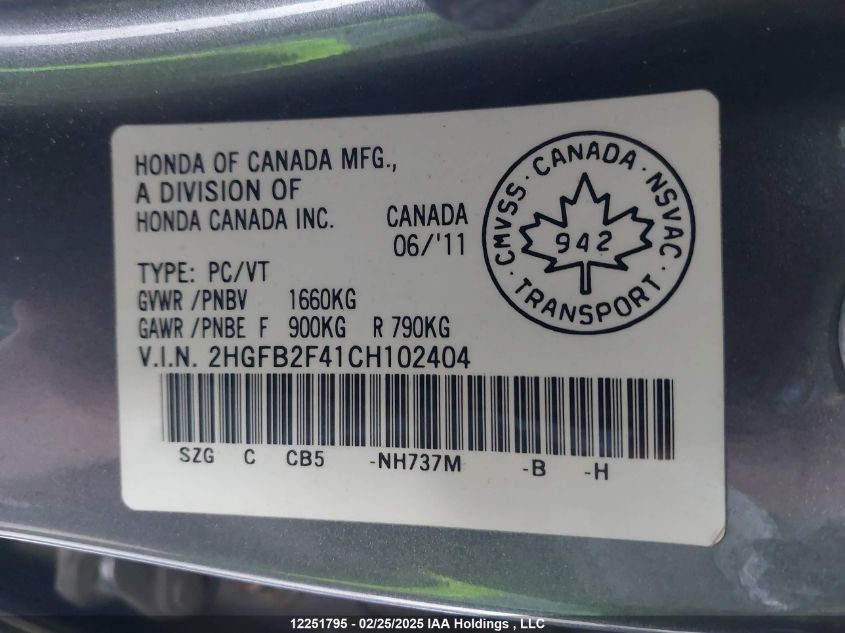 HONDA OF CANADA MFG.,
A DIVISION OF
HONDA CANADA INC.
CANADA
06/'11
TYPE: PC/VT
GVWR /PNBV 1660KG
GAWR /PNBE F 900KG R 790KG
V.I.N. 2HGFB2F41CH102404
SZG C CB5 -NH737M -B -H
CMVSS · CANADA · NSVAC · TRANSPORT ·
942
12251795 - 02/25/2025 IAA Holdings , LLC